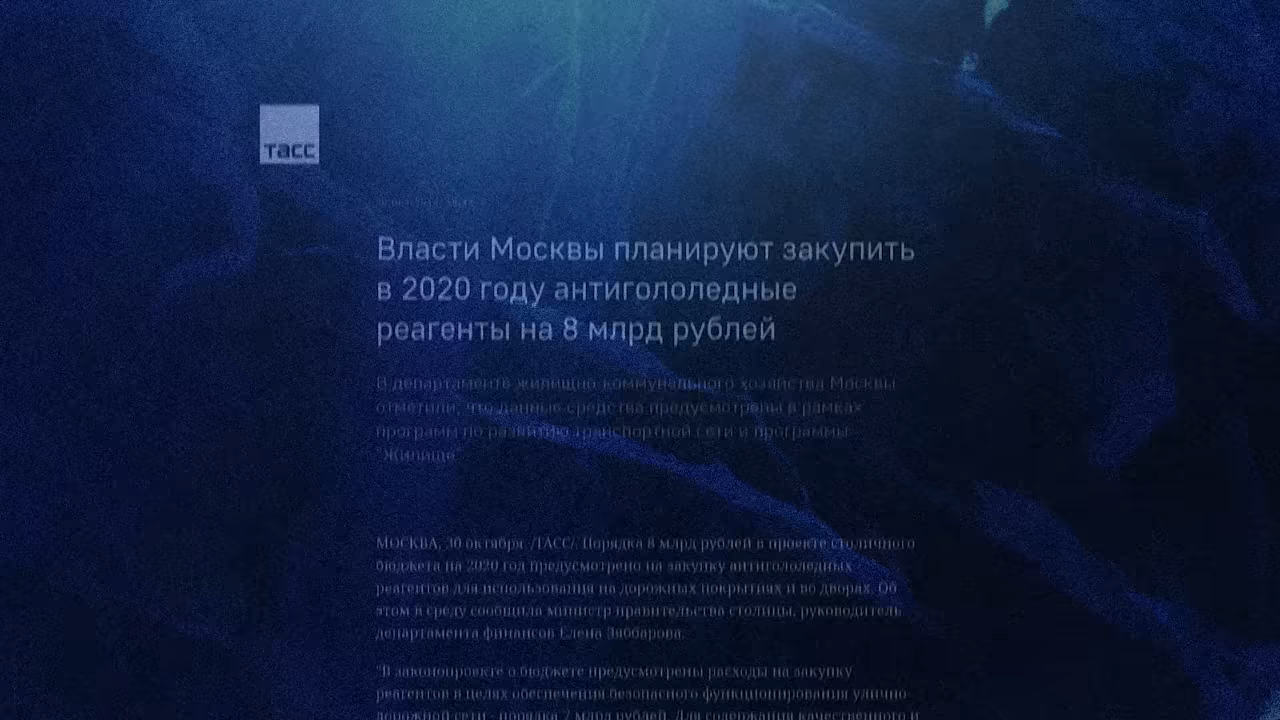 тасс
Власти Москвы планируют закупить
в 2020 году антигололедные
реагенты на 8 млрд рублей
В департаменте жилищно-коммунального хозяйства Москвы
отметили, что данные средства предусмотрены в рамках
программ по развитию транспортной сети и программы
"Жилище"
МОСКВА, 30 октября. /ТАСС/. Порядка 8 млрд рублей в проекте столичного
бюджета на 2020 год предусмотрено на закупку антигололедных
реагентов для использования на дорожных покрытиях и во дворах. Об
этом в среду сообщила министр правительства столицы, руководитель
департамента финансов Елена Зяббарова.
"В законопроекте о бюджете предусмотрены расходы на закупку
реагентов в целях обеспечения безопасного функционирования улично-
дорожной сети - порядка 7 млрд рублей. Для содержания качественного и